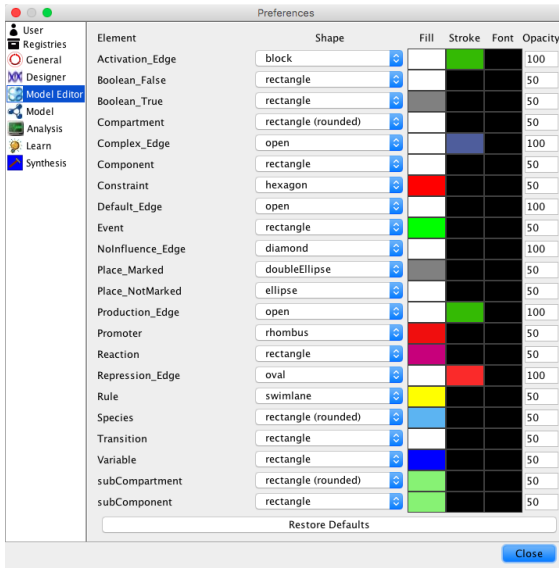 Preferences
User
Registries
General
Designer
Model Editor
Model
Analysis
Learn
Synthesis
Element Shape Fill Stroke Font Opacity
Activation_Edge block 100
Boolean_False rectangle 50
Boolean_True rectangle 50
Compartment rectangle (rounded) 50
Complex_Edge open 100
Component rectangle 50
Constraint hexagon 50
Default_Edge open 100
Event rectangle 50
NoInfluence_Edge diamond 100
Place_Marked doubleEllipse 50
Place_NotMarked ellipse 50
Production_Edge open 100
Promoter rhombus 50
Reaction rectangle 50
Repression_Edge oval 100
Rule swimlane 50
Species rectangle (rounded) 50
Transition rectangle 50
Variable rectangle 50
subCompartment rectangle (rounded) 50
subComponent rectangle 50
Restore Defaults
Close